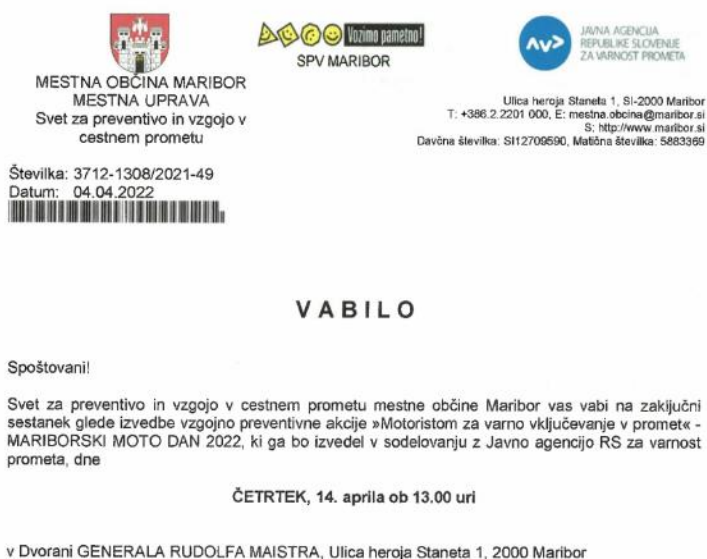 MESTNA OBČINA MARIBOR
MESTNA UPRAVA
Svet za preventivo in vzgojo v
cestnem prometu
Vozimo pametno!
SPV MARIBOR
AVP
JAVNA AGENCIJA
REPUBLIKE SLOVENIJE
ZA VARNOST PROMETA
Ulica heroja Staneta 1, SI-2000 Maribor
T: +386.2.2201 000, E: mestna.obcina@maribor.si
S: http://www.maribor.si
Davčna številka: SI12709590, Matična številka: 5883369
Številka: 3712-1308/2021-49
Datum: 04.04.2022
VABILO
Spoštovani!
Svet za preventivo in vzgojo v cestnem prometu mestne občine Maribor vas vabi na zaključni
sestanek glede izvedbe vzgojno preventivne akcije »Motoristom za varno vključevanje v promet« -
MARIBORSKI MOTO DAN 2022, ki ga bo izvedel v sodelovanju z Javno agencijo RS za varnost
prometa, dne
ČETRTEK, 14. aprila ob 13.00 uri
v Dvorani GENERALA RUDOLFA MAISTRA, Ulica heroja Staneta 1, 2000 Maribor